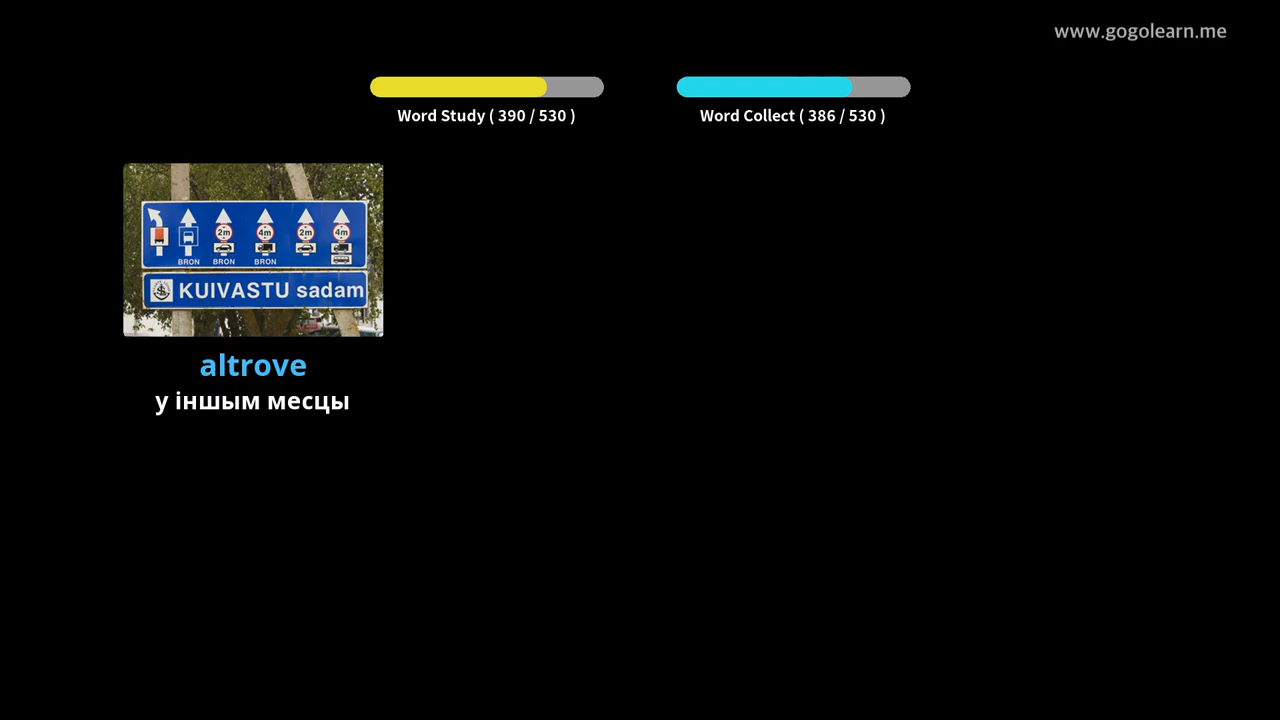 www.gogolearn.me
Word Study ( 390 / 530 )
Word Collect ( 386 / 530 )
2m 4m 2m 4m
BRON BRON BRON
KUIVASTU sadam
altrove
у іншым месцы